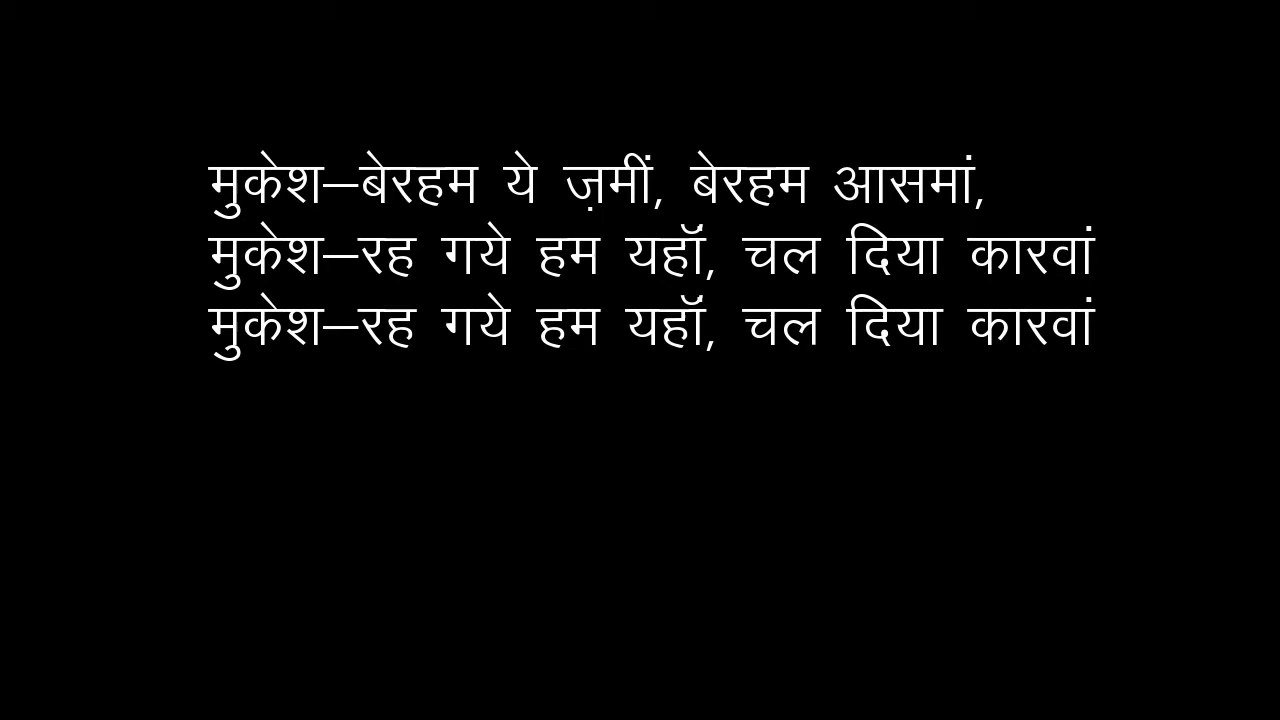 मुकेश–बेरहम ये ज़मीं, बेरहम आसमां,
मुकेश–रह गये हम यहाॅं, चल दिया कारवां
मुकेश–रह गये हम यहाॅं, चल दिया कारवां